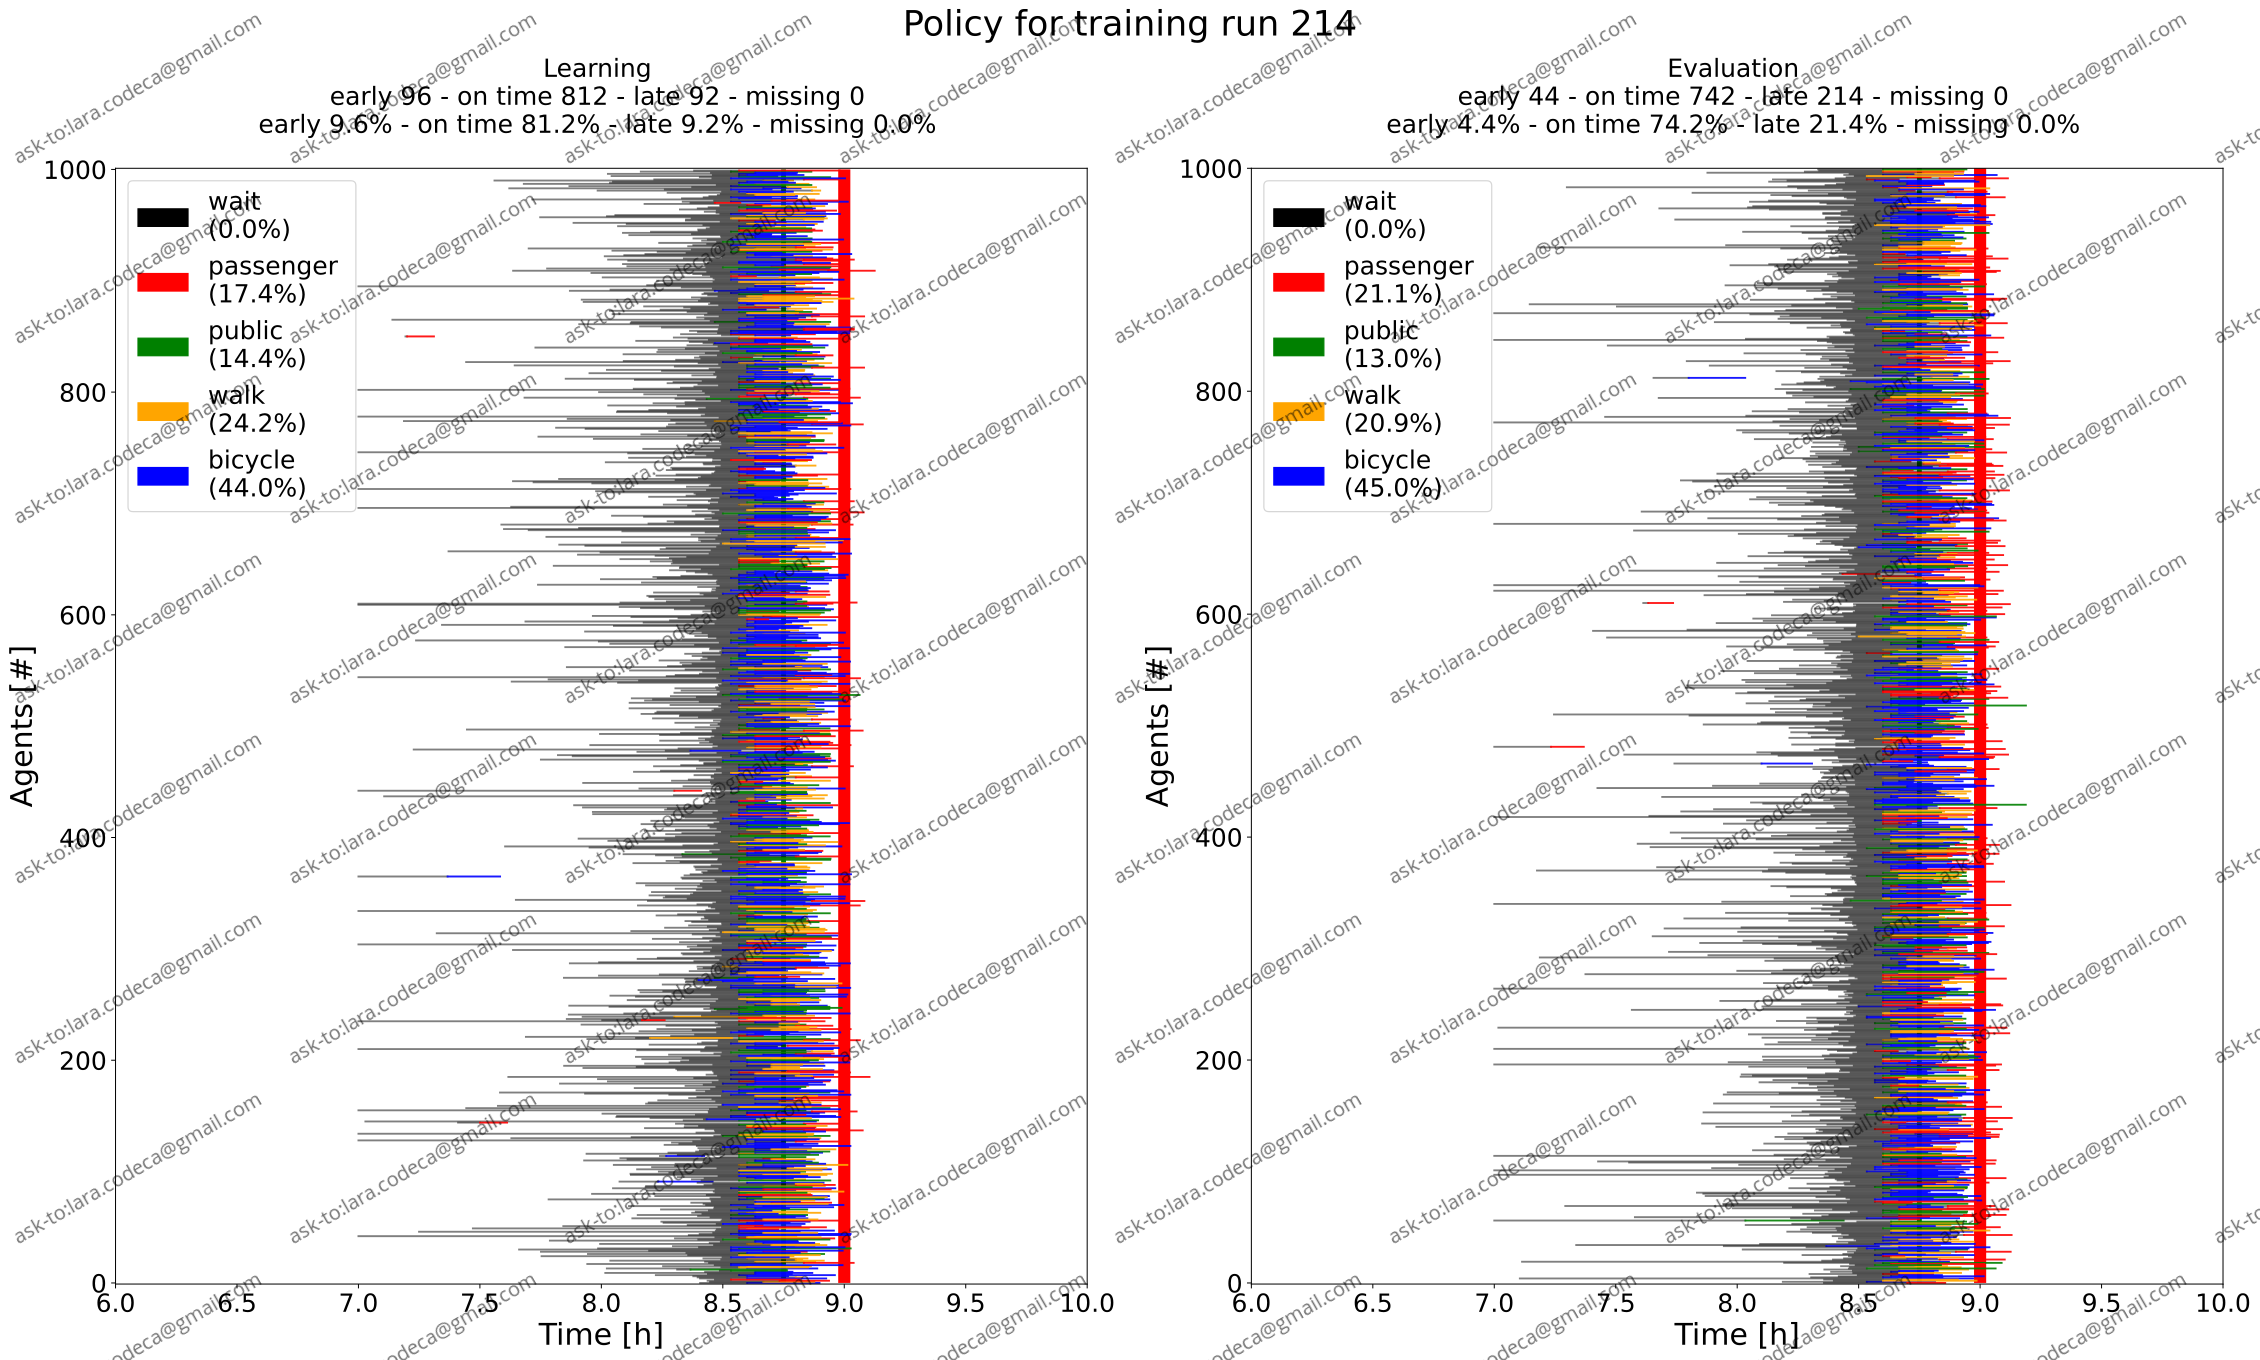 Policy for training run 214
Learning
early 96 - on time 812 - late 92 - missing 0
early 9.6% - on time 81.2% - late 9.2% - missing 0.0%
Evaluation
early 44 - on time 742 - late 214 - missing 0
early 4.4% - on time 74.2% - late 21.4% - missing 0.0%
Agents [#]
1000
800
600
400
200
0
wait
(0.0%)
passenger
(17.4%)
public
(14.4%)
walk
(24.2%)
bicycle
(44.0%)
6.0 6.5 7.0 7.5 8.0 8.5 9.0 9.5 10.0
Time [h]
Agents [#]
1000
800
600
400
200
0
wait
(0.0%)
passenger
(21.1%)
public
(13.0%)
walk
(20.9%)
bicycle
(45.0%)
6.0 6.5 7.0 7.5 8.0 8.5 9.0 9.5 10.0
Time [h]
ask-to:lara.codeca@gmail.com